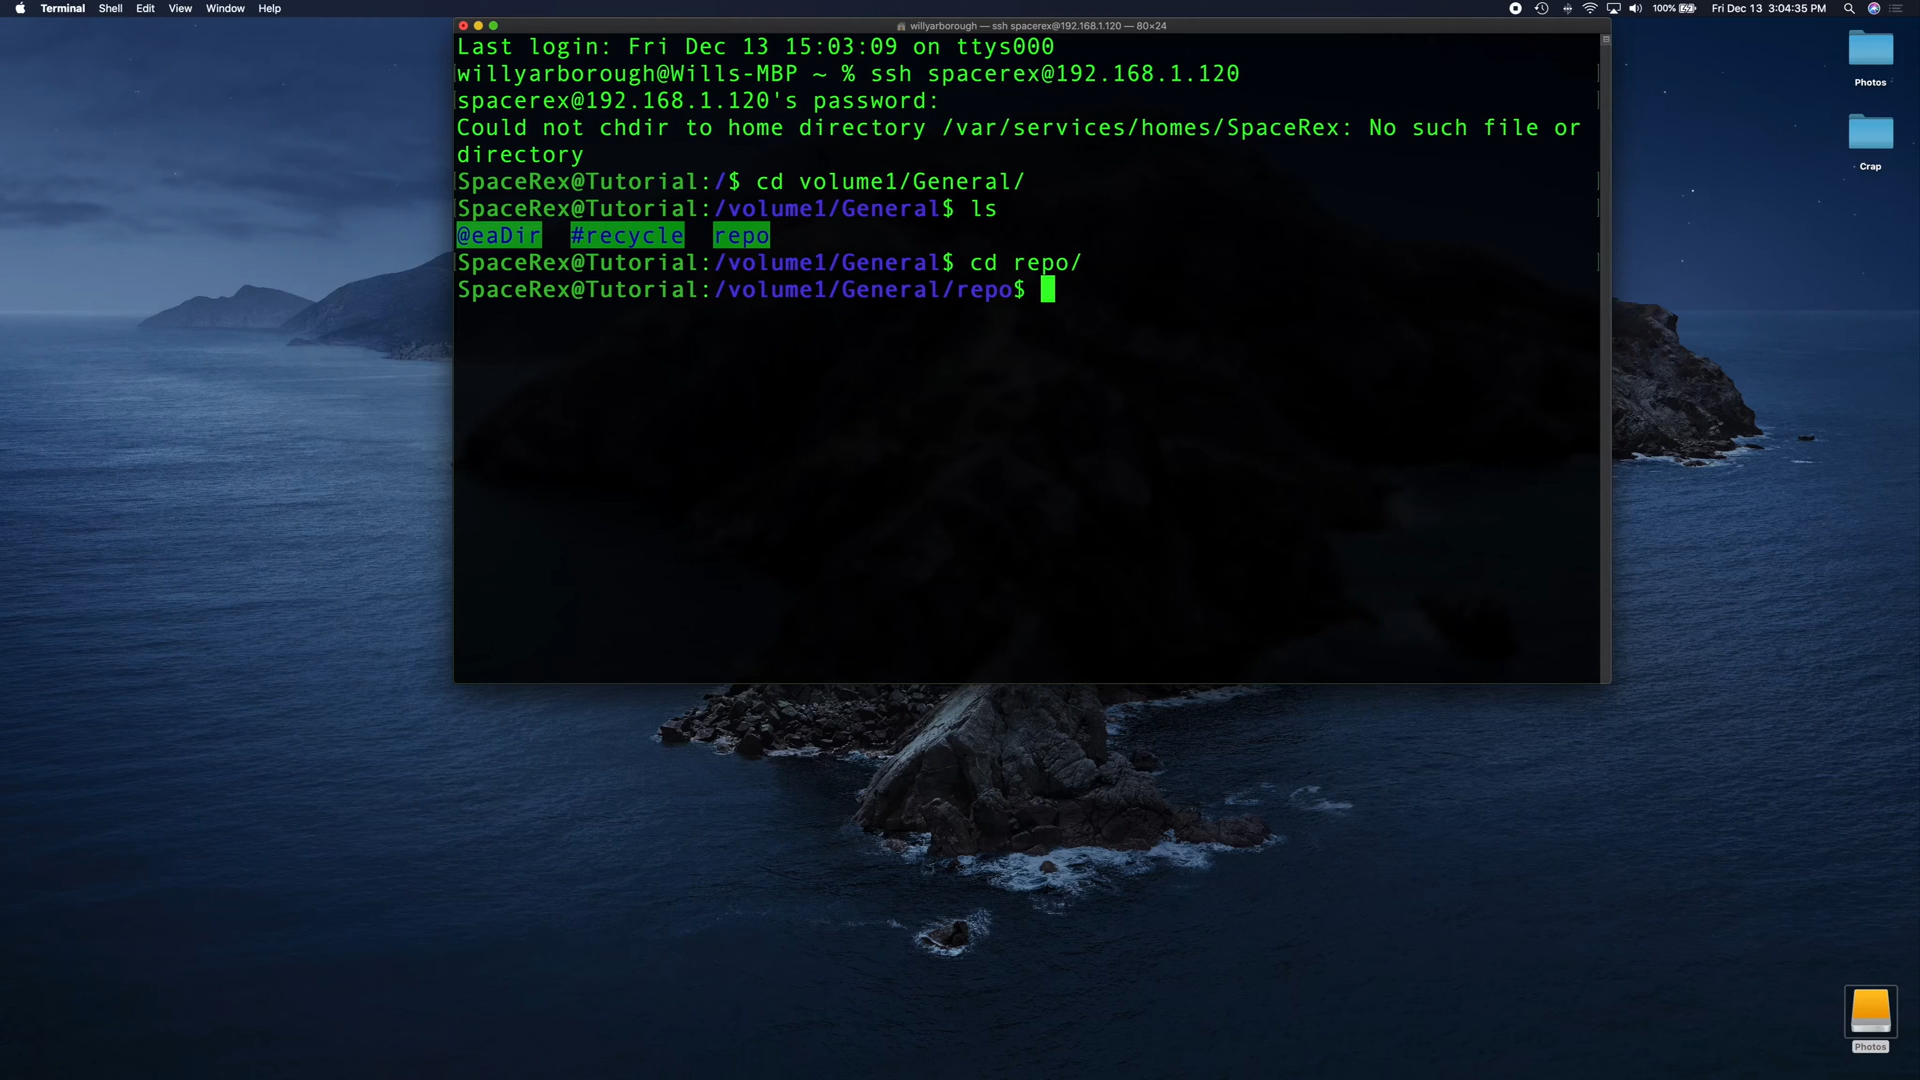 Terminal Shell Edit View Window Help
100% Fri Dec 13 3:04:35 PM
willyarborough — ssh spacerex@192.168.1.120 — 80×24
Last login: Fri Dec 13 15:03:09 on ttys000
willyarborough@Wills-MBP ~ % ssh spacerex@192.168.1.120
spacerex@192.168.1.120's password:
Could not chdir to home directory /var/services/homes/SpaceRex: No such file or
directory
SpaceRex@Tutorial:/$ cd volume1/General/
SpaceRex@Tutorial:/volume1/General$ ls
@eaDir #recycle repo
SpaceRex@Tutorial:/volume1/General$ cd repo/
SpaceRex@Tutorial:/volume1/General/repo$
Photos
Crap
Photos